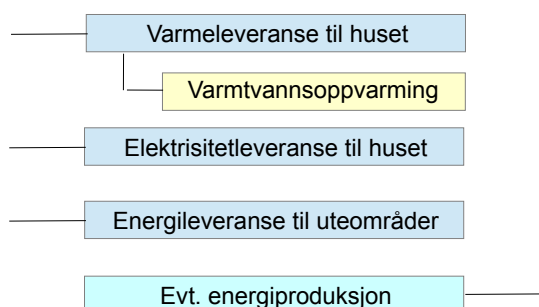 Varmeleveranse til huset
Varmtvannsoppvarming
Elektrisitetleveranse til huset
Energileveranse til uteområder
Evt. energiproduksjon